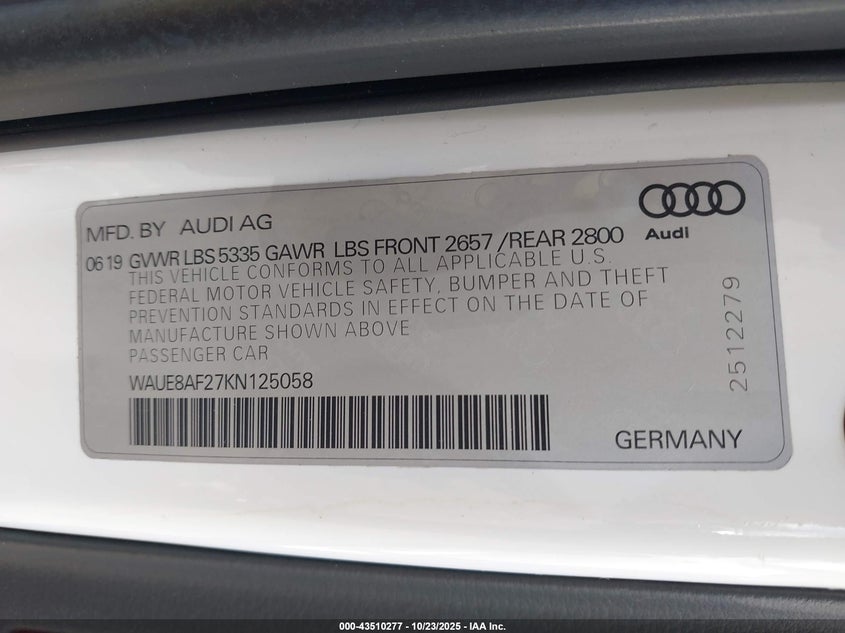 MFD. BY AUDI AG
Audi
0619 GVWR LBS 5335 GAWR LBS FRONT 2657 /REAR 2800
THIS VEHICLE CONFORMS TO ALL APPLICABLE U.S.
FEDERAL MOTOR VEHICLE SAFETY, BUMPER AND THEFT
PREVENTION STANDARDS IN EFFECT ON THE DATE OF
MANUFACTURE SHOWN ABOVE
PASSENGER CAR
WAUE8AF27KN125058
2512279
GERMANY
000-43510277 - 10/23/2025 - IAA Inc.